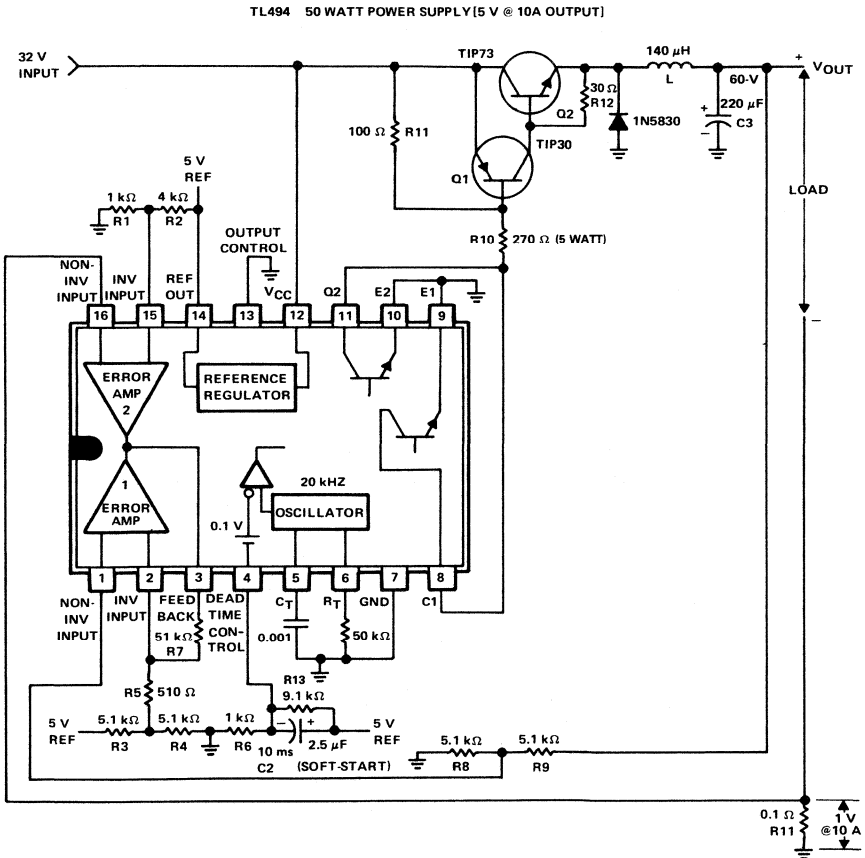 TL494 50 WATT POWER SUPPLY [5 V @ 10A OUTPUT]
32 V
INPUT
TIP73
140 µH
L
+
VOUT
60-V
30 Ω
R12
Q2
1N5830
+
220 µF
C3
−
100 Ω
R11
TIP30
Q1
LOAD
5 V
REF
1 kΩ
R1
4 kΩ
R2
OUTPUT
CONTROL
R10
270 Ω (5 WATT)
NON-
INV
INPUT
INV
INPUT
REF
OUT
VCC
Q2
E2
E1
16
15
14
13
12
11
10
9
−
ERROR
AMP
2
REFERENCE
REGULATOR
1
ERROR
AMP
20 kHZ
OSCILLATOR
0.1 V
1
2
3
4
5
6
7
8
NON-
INV
INPUT
INV
INPUT
FEED
BACK
DEAD
TIME
CON-
TROL
CT
RT
GND
C1
51 kΩ
R7
0.001
50 kΩ
R5
510 Ω
R13
9.1 kΩ
5 V
REF
5.1 kΩ
R3
5.1 kΩ
R4
1 kΩ
R6
−
+
10 ms
C2
2.5 µF
(SOFT-START)
5 V
REF
5.1 kΩ
R8
5.1 kΩ
R9
0.1 Ω
R11
1 V
@10 A